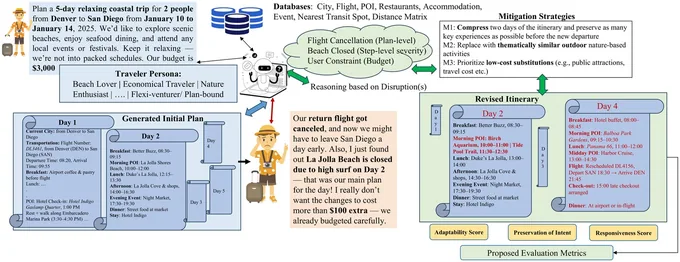 Plan a 5-day relaxing coastal trip for 2 people
from Denver to San Diego from January 10 to
January 14, 2025. We'd like to explore scenic
beaches, enjoy seafood dining, and attend any
local events or festivals. Keep it relaxing —
we're not into packed schedules. Our budget is
$3,000
Traveler Persona:
Beach Lover | Economical Traveler | Nature
Enthusiast | …. | Flexi-venturer/ Plan-bound
Databases: City, Flight, POI, Restaurants, Accommodation,
Event, Nearest Transit Spot, Distance Matrix
Flight Cancellation (Plan-level)
Beach Closed (Step-level severity)
User Constraint (Budget)
Reasoning based on Disruption(s)
Mitigation Strategies
M1: Compress two days of the itinerary and preserve as many
key experiences as possible before the new departure
M2: Replace with thematically similar outdoor nature-based
activities
M3: Prioritize low-cost substitutions (e.g., public attractions,
travel cost etc.)
Generated Initial Plan
Day 1
Current City: from Denver to San
Diego
Transportation: Flight Number:
from Denver (DEN) to San
Diego (SAN)
Departure Time: 09:20, Arrival
Time:
Breakfast: Airport coffee & pastry
before flight
Lunch: …
POI: Hotel Check-in: Hotel Indigo
Gaslamp Quarter, 1:00 PM
Rest + walk along Embarcadero
Marina Park (3:30–4:30 PM) …
Day 2
Breakfast: Better Buzz, 08:30–
09:15
Morning POI: La Jolla Shores
Beach, 10:00–12:00
Lunch: Duke's La Jolla, 12:15–
13:30
Afternoon: La Jolla Cove & shops,
14:00–16:30
Evening Event: Night Market,
17:30–19:30
Dinner: Street food at market
Stay: Hotel Indigo
Day
4
Day 3
Day 5
Our return flight got
canceled, and now we might
have to leave San Diego a
day early. Also, I just found
out La Jolla Beach is closed
due to high surf on Day 2
— that was our main plan
for the day! I really don't
want the changes to cost
more than $100 extra — we
already budgeted carefully.
Revised Itinerary
Day 1
Day 2
Breakfast: Better Buzz, 08:30–
09:15
Morning POI: Birch
Aquarium, 10:00–11:00 | Tide
Pool Trail, 11:30–12:30
Lunch: Duke's La Jolla, 13:00–
14:00
Afternoon: La Jolla Cove &
shops, 14:30–16:30
Evening Event: Night Market,
17:30–19:30
Dinner: Street food at market
Stay: Hotel Indigo
Day 3
Day 4
Breakfast: Hotel buffet, 08:00–
08:45
Morning POI: Balboa Park
Gardens, 09:15–10:30
Lunch: Panama 66, 11:00–12:00
Midday POI: Harbor Cruise,
13:00–14:30
Flight: Rescheduled DL4156,
Depart SAN 18:30 → Arrive DEN
21:45
Check-out: 15:00 late checkout
arranged
Dinner: At airport or in-flight
Adaptability Score
Preservation of Intent
Responsiveness Score
Proposed Evaluation Metrics